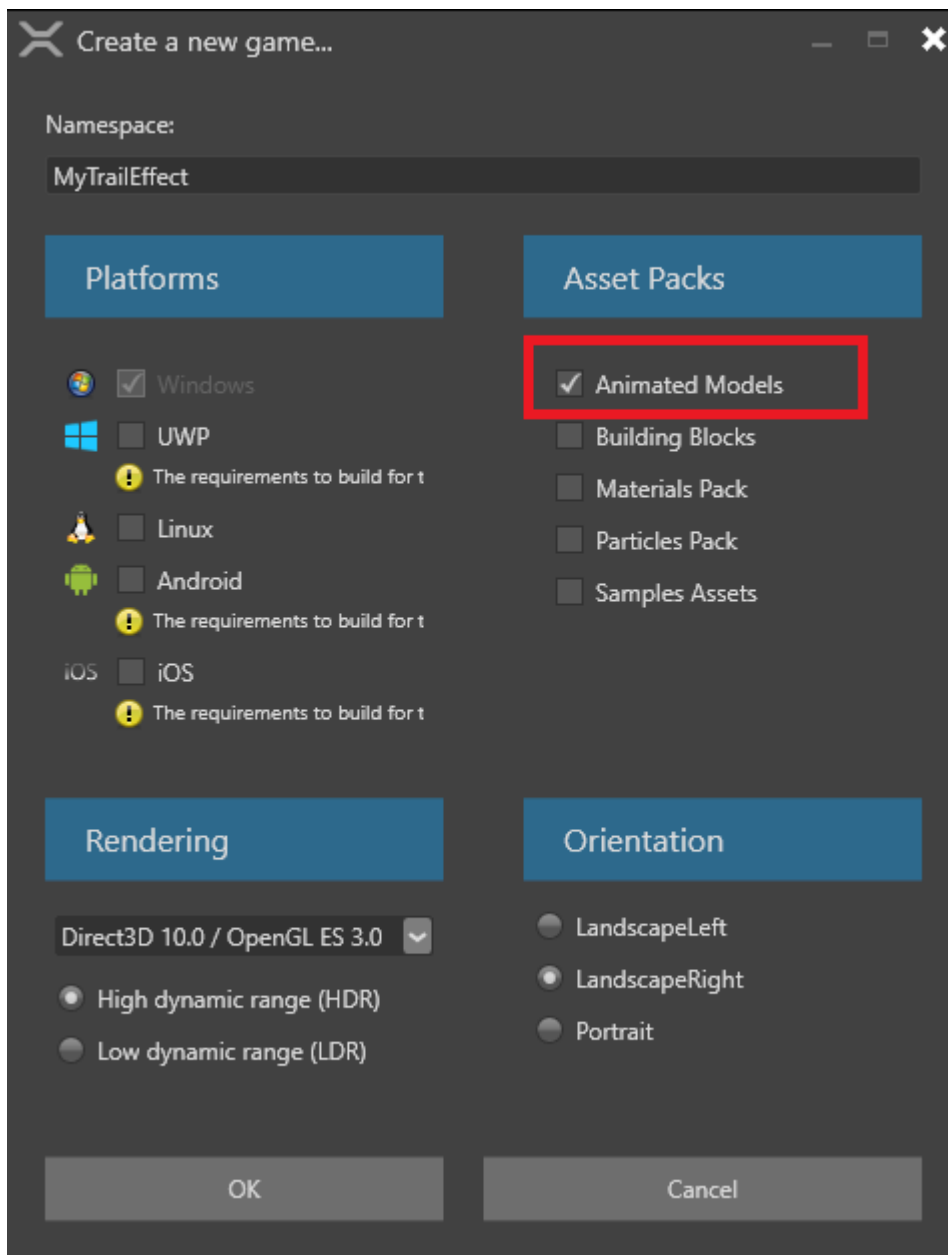 Create a new game...
Namespace:
MyTrailEffect
Platforms
Windows
UWP
The requirements to build for t
Linux
Android
The requirements to build for t
iOS iOS
The requirements to build for t
Asset Packs
Animated Models
Building Blocks
Materials Pack
Particles Pack
Samples Assets
Rendering
Direct3D 10.0 / OpenGL ES 3.0
High dynamic range (HDR)
Low dynamic range (LDR)
Orientation
LandscapeLeft
LandscapeRight
Portrait
OK
Cancel